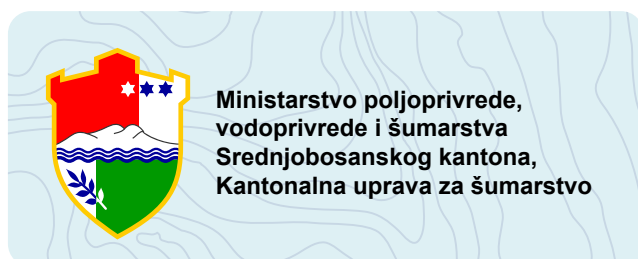 Ministarstvo poljoprivrede,
vodoprivrede i šumarstva
Srednjobosanskog kantona,
Kantonalna uprava za šumarstvo